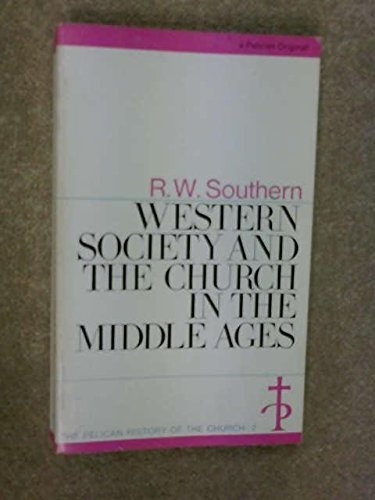 a Pelican Original
R.W. Southern
WESTERN
SOCIETY AND
THE CHURCH
IN THE
MIDDLE AGES
THE PELICAN HISTORY OF THE CHURCH: 2